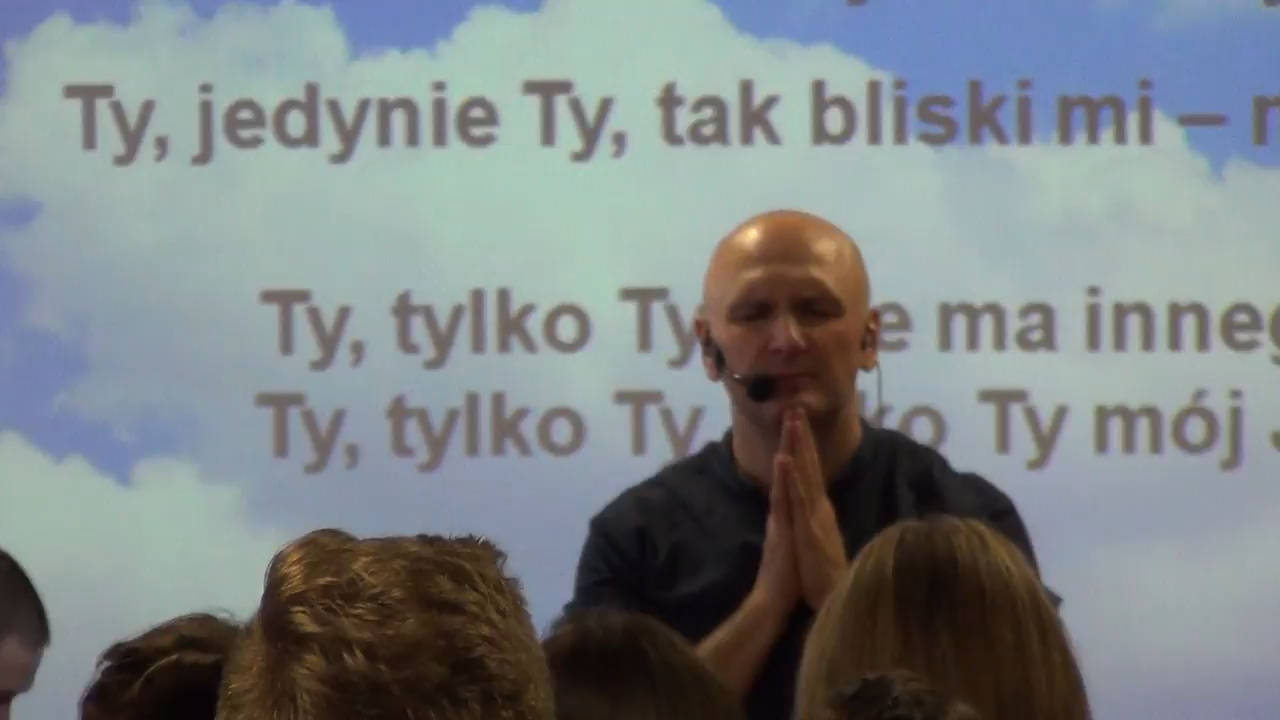 Ty, jedynie Ty, tak bliski mi –
Ty, tylko Ty ma
Ty, tylko Ty Ty mój